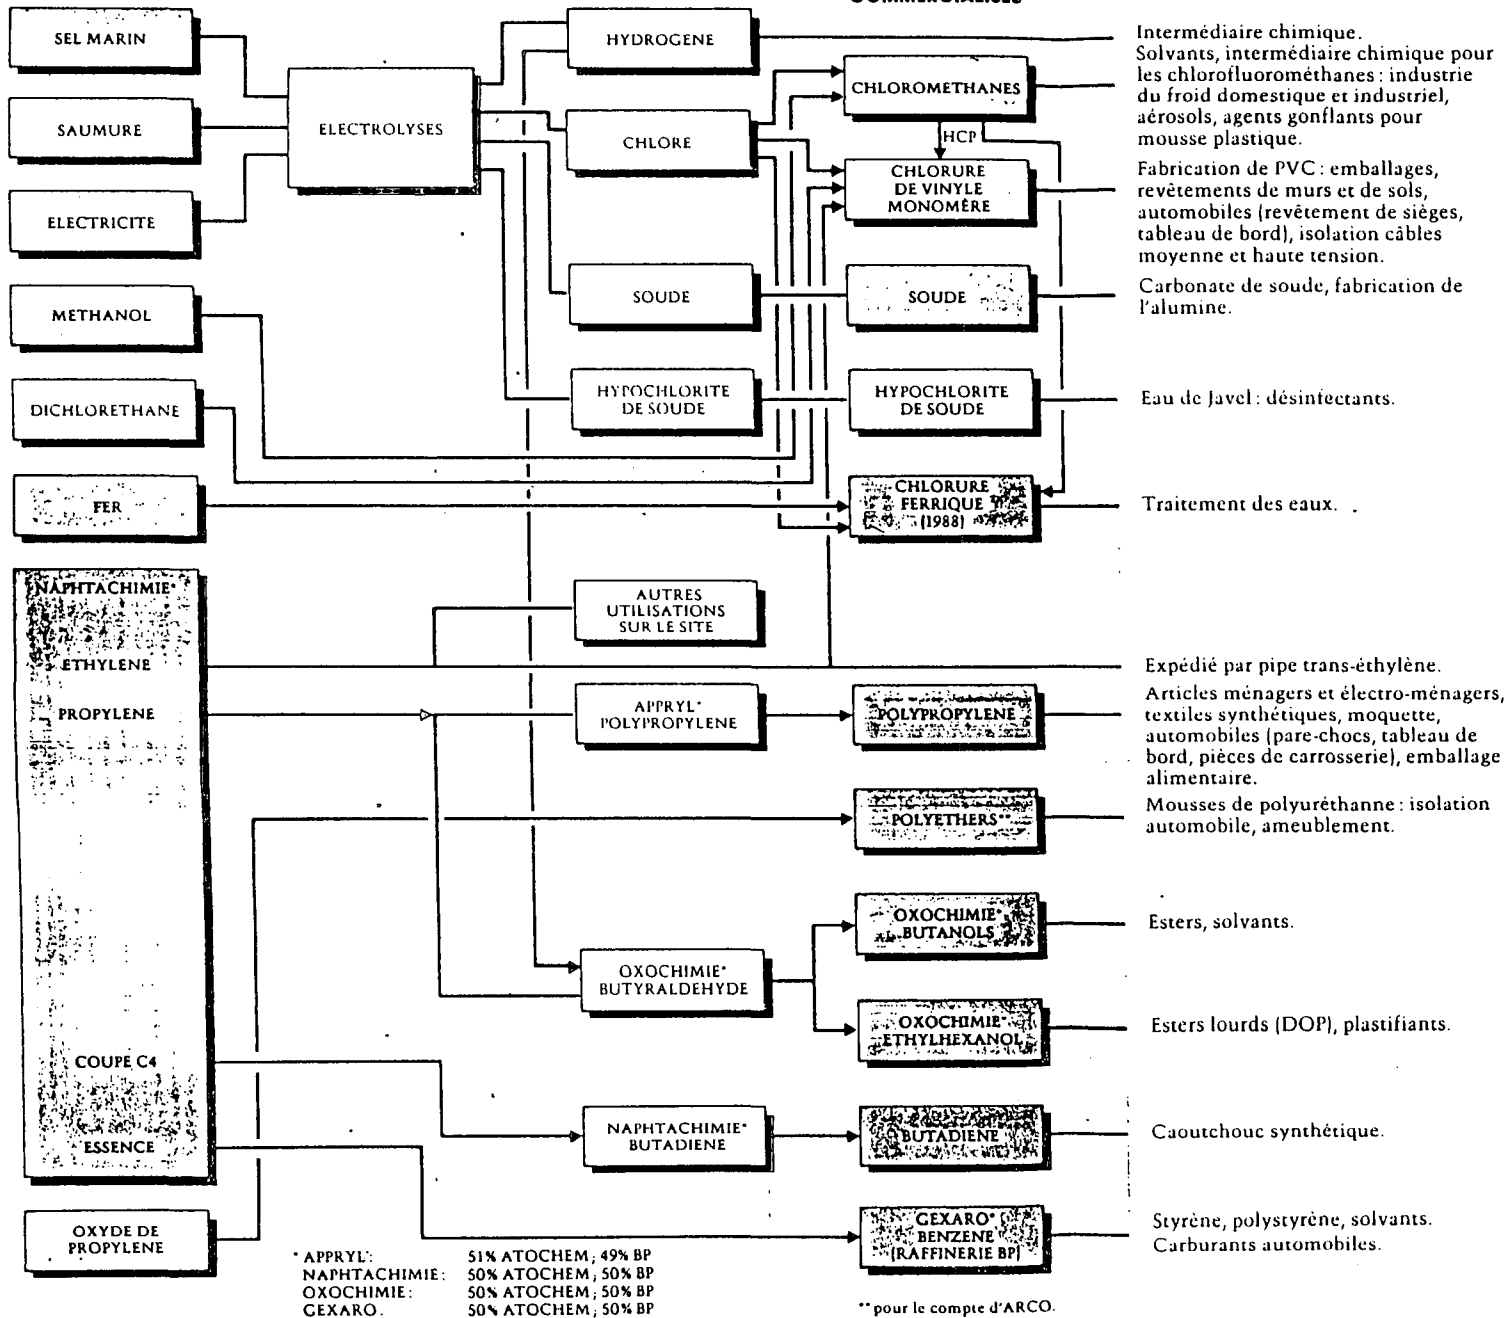 SEL MARIN
SAUMURE
ELECTRICITE
METHANOL
DICHLORETHANE
FER
NAPHTACHIMIE*
ETHYLENE
PROPYLENE
COUPE C4
ESSENCE
OXYDE DE
PROPYLENE
ELECTROLYSES
HYDROGENE
CHLORE
SOUDE
HYPOCHLORITE
DE SOUDE
AUTRES
UTILISATIONS
SUR LE SITE
APPRYL*
POLYPROPYLENE
OXOCHIMIE*
BUTYRALDEHYDE
NAPHTACHIMIE*
BUTADIENE
CHLOROMETHANES
HCP
CHLORURE
DE VINYLE
MONOMÈRE
SOUDE
HYPOCHLORITE
DE SOUDE
CHLORURE
FERRIQUE
(1988)
POLYPROPYLENE
POLYETHERS**
OXOCHIMIE*
BUTANOLS
OXOCHIMIE*
ETHYLHEXANOL
BUTADIENE
GEXARO*
BENZENE
(RAFFINERIE BP)
Intermédiaire chimique.
Solvants, intermédiaire chimique pour
les chlorofluorométhanes : industrie
du froid domestique et industriel,
aérosols, agents gonflants pour
mousse plastique.
Fabrication de PVC : emballages,
revêtements de murs et de sols,
automobiles (revêtement de sièges,
tableau de bord), isolation câbles
moyenne et haute tension.
Carbonate de soude, fabrication de
l'alumine.
Eau de Javel : désinfectants.
Traitement des eaux.
Expédié par pipe trans-éthylène.
Articles ménagers et électro-ménagers,
textiles synthétiques, moquette,
automobiles (pare-chocs, tableau de
bord, pièces de carrosserie), emballage
alimentaire.
Mousses de polyuréthanne : isolation
automobile, ameublement.
Esters, solvants.
Esters lourds (DOP), plastifiants.
Caoutchouc synthétique.
Styrène, polystyrène, solvants.
Carburants automobiles.
* APPRYL*: 51% ATOCHEM; 49% BP
NAPHTACHIMIE: 50% ATOCHEM; 50% BP
OXOCHIMIE: 50% ATOCHEM; 50% BP
GEXARO. 50% ATOCHEM; 50% BP
** pour le compte d'ARCO.